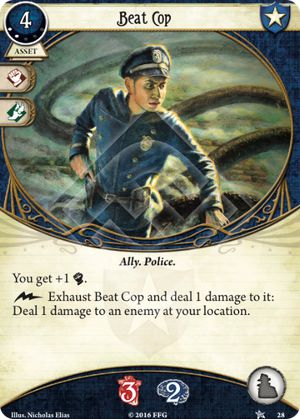 4
Beat Cop
ASSET
Ally. Police.
You get +1 .
Exhaust Beat Cop and deal 1 damage to it:
Deal 1 damage to an enemy at your location.
3 2
Illus. Nicholas Elias
© 2016 FFG
28